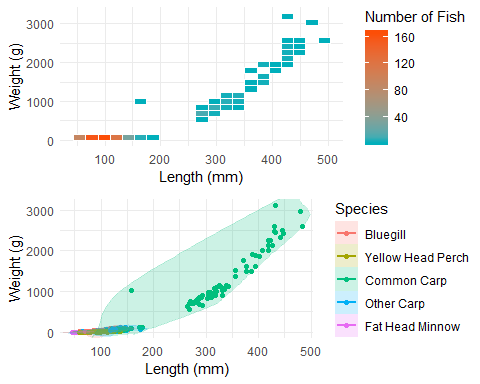 Weight (g)
3000
2000
1000
0
100
200
300
400
500
Length (mm)
Number of Fish
160
120
80
40
Weight (g)
3000
2000
1000
0
100
200
300
400
500
Length (mm)
Species
Bluegill
Yellow Head Perch
Common Carp
Other Carp
Fat Head Minnow